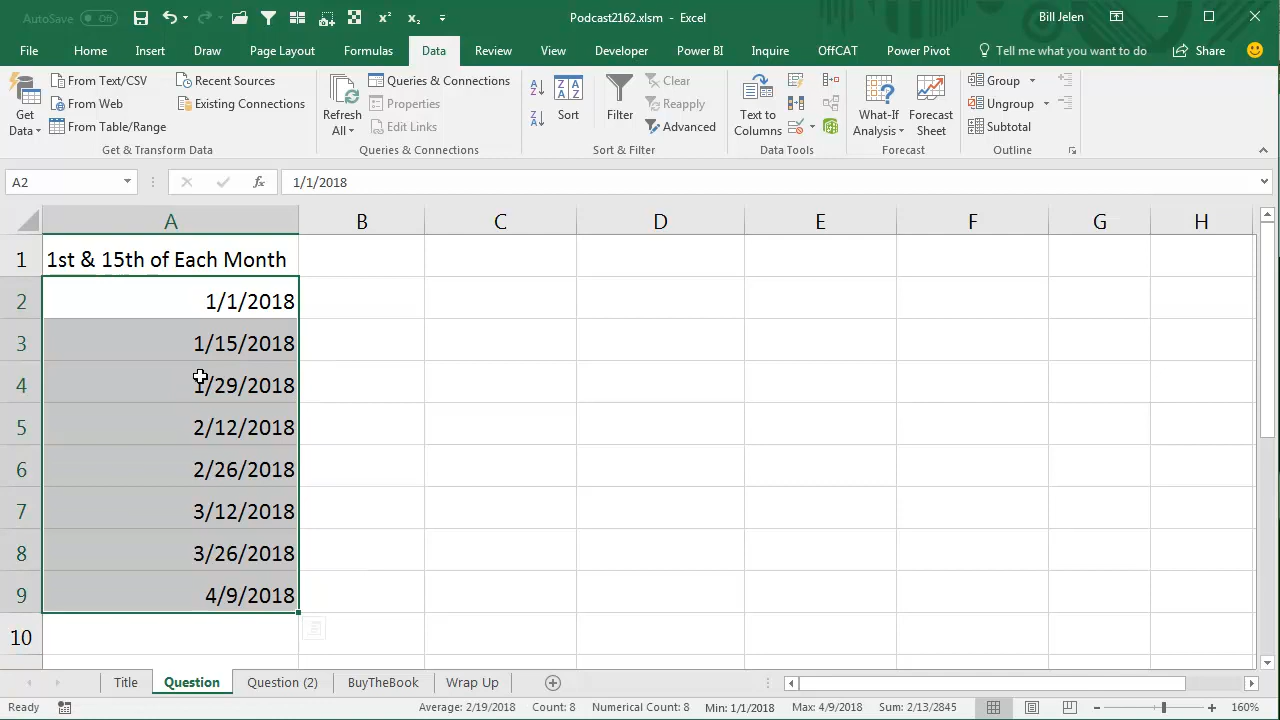 AutoSave Off
Podcast2162.xlsm - Excel
Bill Jelen
File Home Insert Draw Page Layout Formulas Data Review View Developer Power BI Inquire OffCAT Power Pivot Tell me what you want to do Share
Get Data
From Text/CSV
From Web
From Table/Range
Recent Sources
Existing Connections
Get & Transform Data
Refresh All
Queries & Connections
Properties
Edit Links
Queries & Connections
Sort
Filter
Clear
Reapply
Advanced
Sort & Filter
Text to Columns
Data Tools
What-If Analysis
Forecast Sheet
Forecast
Group
Ungroup
Subtotal
Outline
A2
fx
1/1/2018
A B C D E F G H
1 1st & 15th of Each Month
2 1/1/2018
3 1/15/2018
4 1/29/2018
5 2/12/2018
6 2/26/2018
7 3/12/2018
8 3/26/2018
9 4/9/2018
10
Title Question Question (2) BuyTheBook Wrap Up
Ready Average: 2/19/2018 Count: 8 Numerical Count: 8 Min: 1/1/2018 Max: 4/9/2018 Sum: 2/13/2845 160%